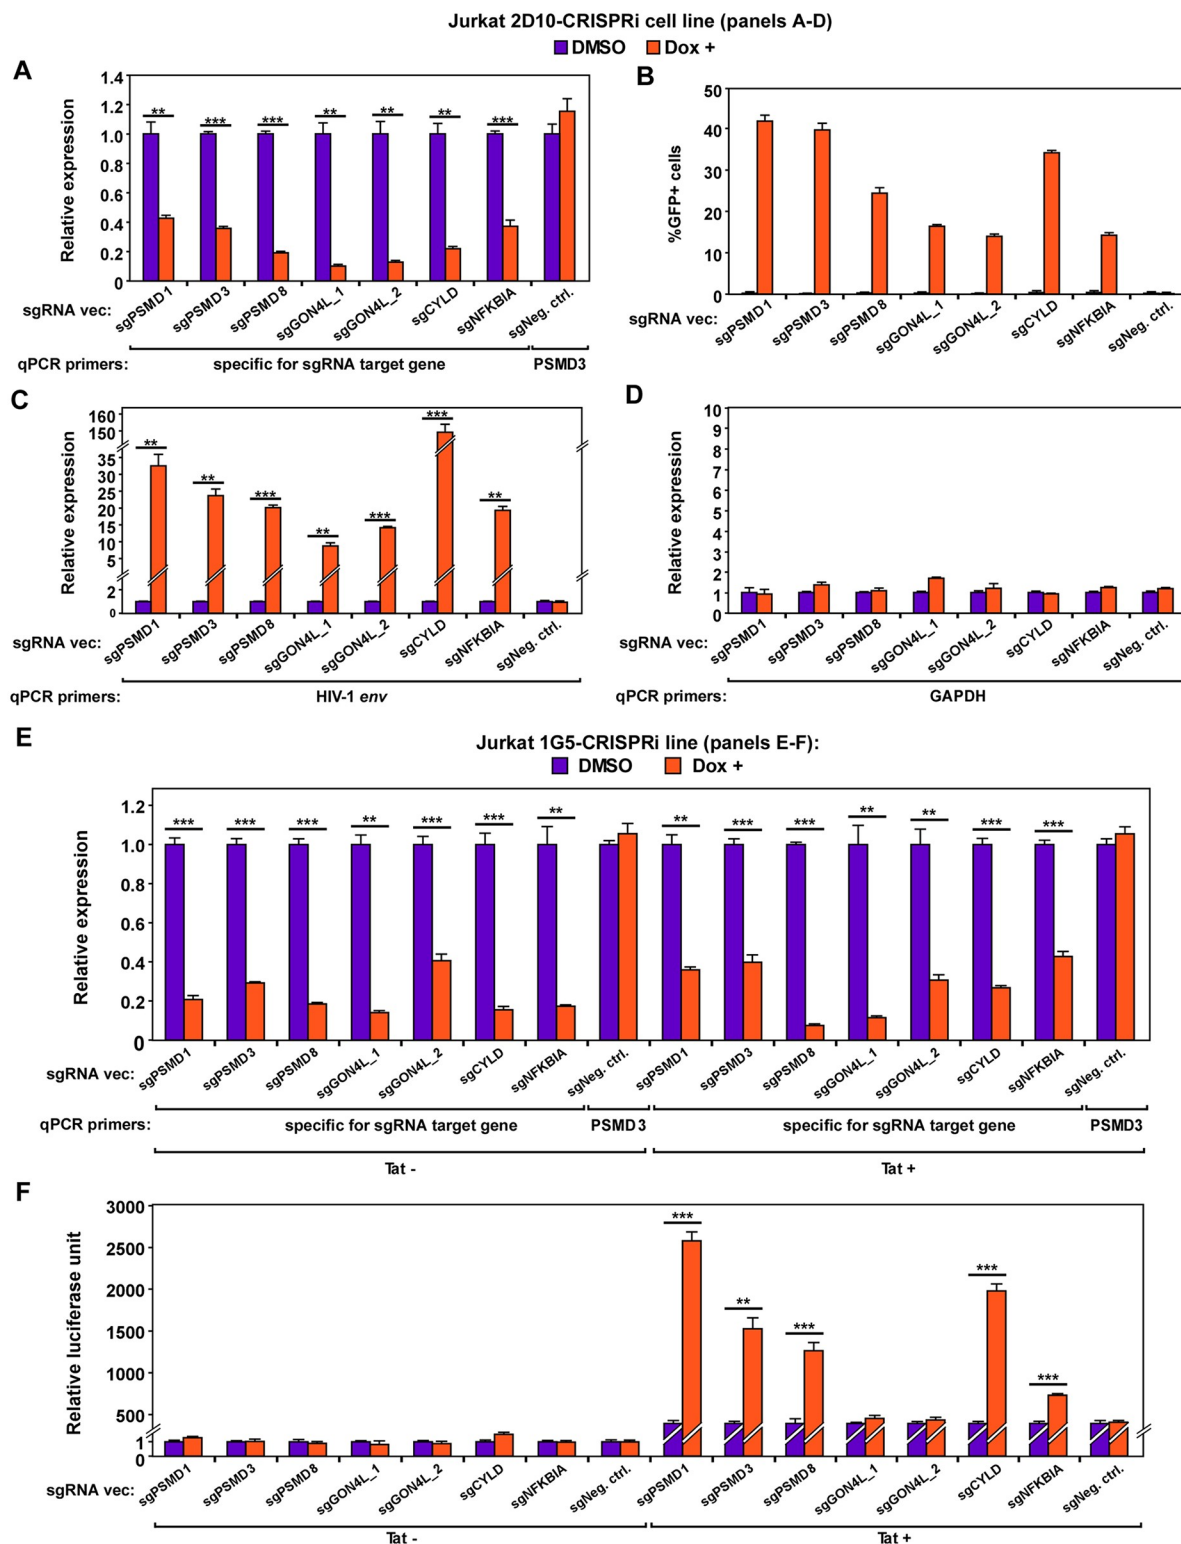 Jurkat 2D10-CRISPRi cell line (panels A-D)
DMSO Dox +
A
Relative expression
1.4
1.2
1.0
0.8
0.6
0.4
0.2
0
** *** *** ** ** ** ***
sgRNA vec: sgPSMD1 sgPSMD3 sgPSMD8 sgGON4L_1 sgGON4L_2 sgCYLD sgNFKBIA sgNeg. ctrl.
qPCR primers: specific for sgRNA target gene PSMD3
B
%GFP+ cells
50
40
30
20
10
0
sgRNA vec: sgPSMD1 sgPSMD3 sgPSMD8 sgGON4L_1 sgGON4L_2 sgCYLD sgNFKBIA sgNeg. ctrl.
C
Relative expression
160
150
35
30
25
20
15
10
5
2
0
** ** *** ** *** *** **
sgRNA vec: sgPSMD1 sgPSMD3 sgPSMD8 sgGON4L_1 sgGON4L_2 sgCYLD sgNFKBIA sgNeg. ctrl.
qPCR primers: HIV-1 env
D
Relative expression
10
9
8
7
6
5
4
3
2
1
0
sgRNA vec: sgPSMD1 sgPSMD3 sgPSMD8 sgGON4L_1 sgGON4L_2 sgCYLD sgNFKBIA sgNeg. ctrl.
qPCR primers: GAPDH
E
Jurkat 1G5-CRISPRi line (panels E-F):
DMSO Dox +
Relative expression
1.2
1.0
0.8
0.6
0.4
0.2
0
*** *** *** ** *** *** ** ** *** *** ** ** *** ***
sgRNA vec: sgPSMD1 sgPSMD3 sgPSMD8 sgGON4L_1 sgGON4L_2 sgCYLD sgNFKBIA sgNeg. ctrl. sgPSMD1 sgPSMD3 sgPSMD8 sgGON4L_1 sgGON4L_2 sgCYLD sgNFKBIA sgNeg. ctrl.
qPCR primers: specific for sgRNA target gene PSMD3 specific for sgRNA target gene PSMD3
Tat - Tat +
F
Relative luciferase unit
3000
2500
2000
1500
1000
500
1
0
*** ** *** *** ***
sgRNA vec: sgPSMD1 sgPSMD3 sgPSMD8 sgGON4L_1 sgGON4L_2 sgCYLD sgNFKBIA sgNeg. ctrl. sgPSMD1 sgPSMD3 sgPSMD8 sgGON4L_1 sgGON4L_2 sgCYLD sgNFKBIA sgNeg. ctrl.
Tat - Tat +